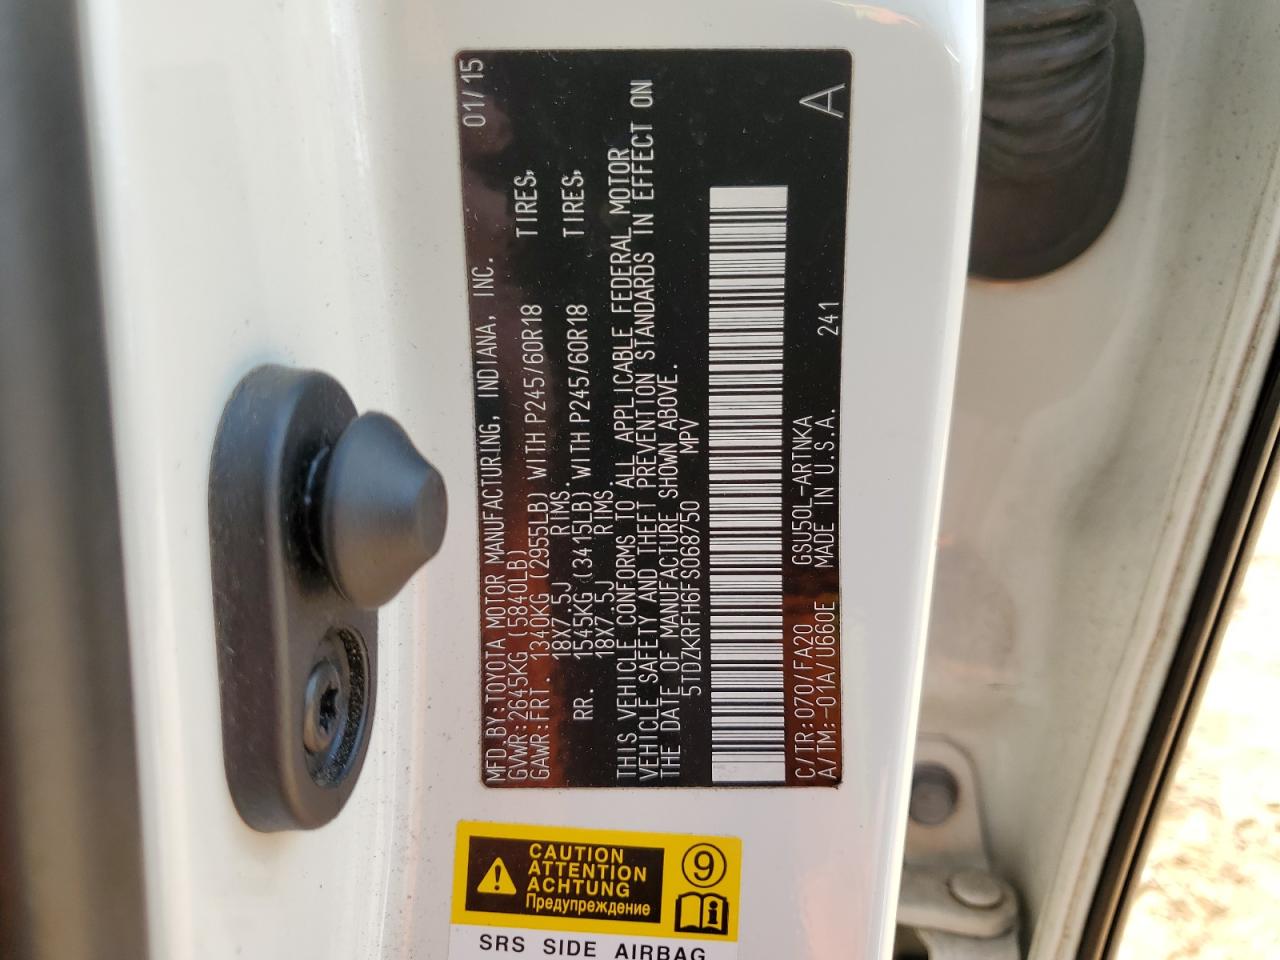 MFD. BY:TOYOTA MOTOR MANUFACTURING, INDIANA, INC. 01/15
GVWR:2645KG (5840LB)
GAWR:FRT. 1340KG (2955LB) WITH P245/60R18 TIRES,
18X7.5J RIMS.
RR. 1545KG (3415LB) WITH P245/60R18 TIRES,
18X7.5J RIMS.
THIS VEHICLE CONFORMS TO ALL APPLICABLE FEDERAL MOTOR
VEHICLE SAFETY AND THEFT PREVENTION STANDARDS IN EFFECT ON
THE DATE OF MANUFACTURE SHOWN ABOVE.
5TDZKRFH6FS068750 MPV
C/TR:070/FA20 GSU50L-ARTNKA
A/TM:-01A/U660E MADE IN U.S.A. 241 A
CAUTION
ATTENTION
ACHTUNG
Предупреждение
9
i
SRS SIDE AIRBAG